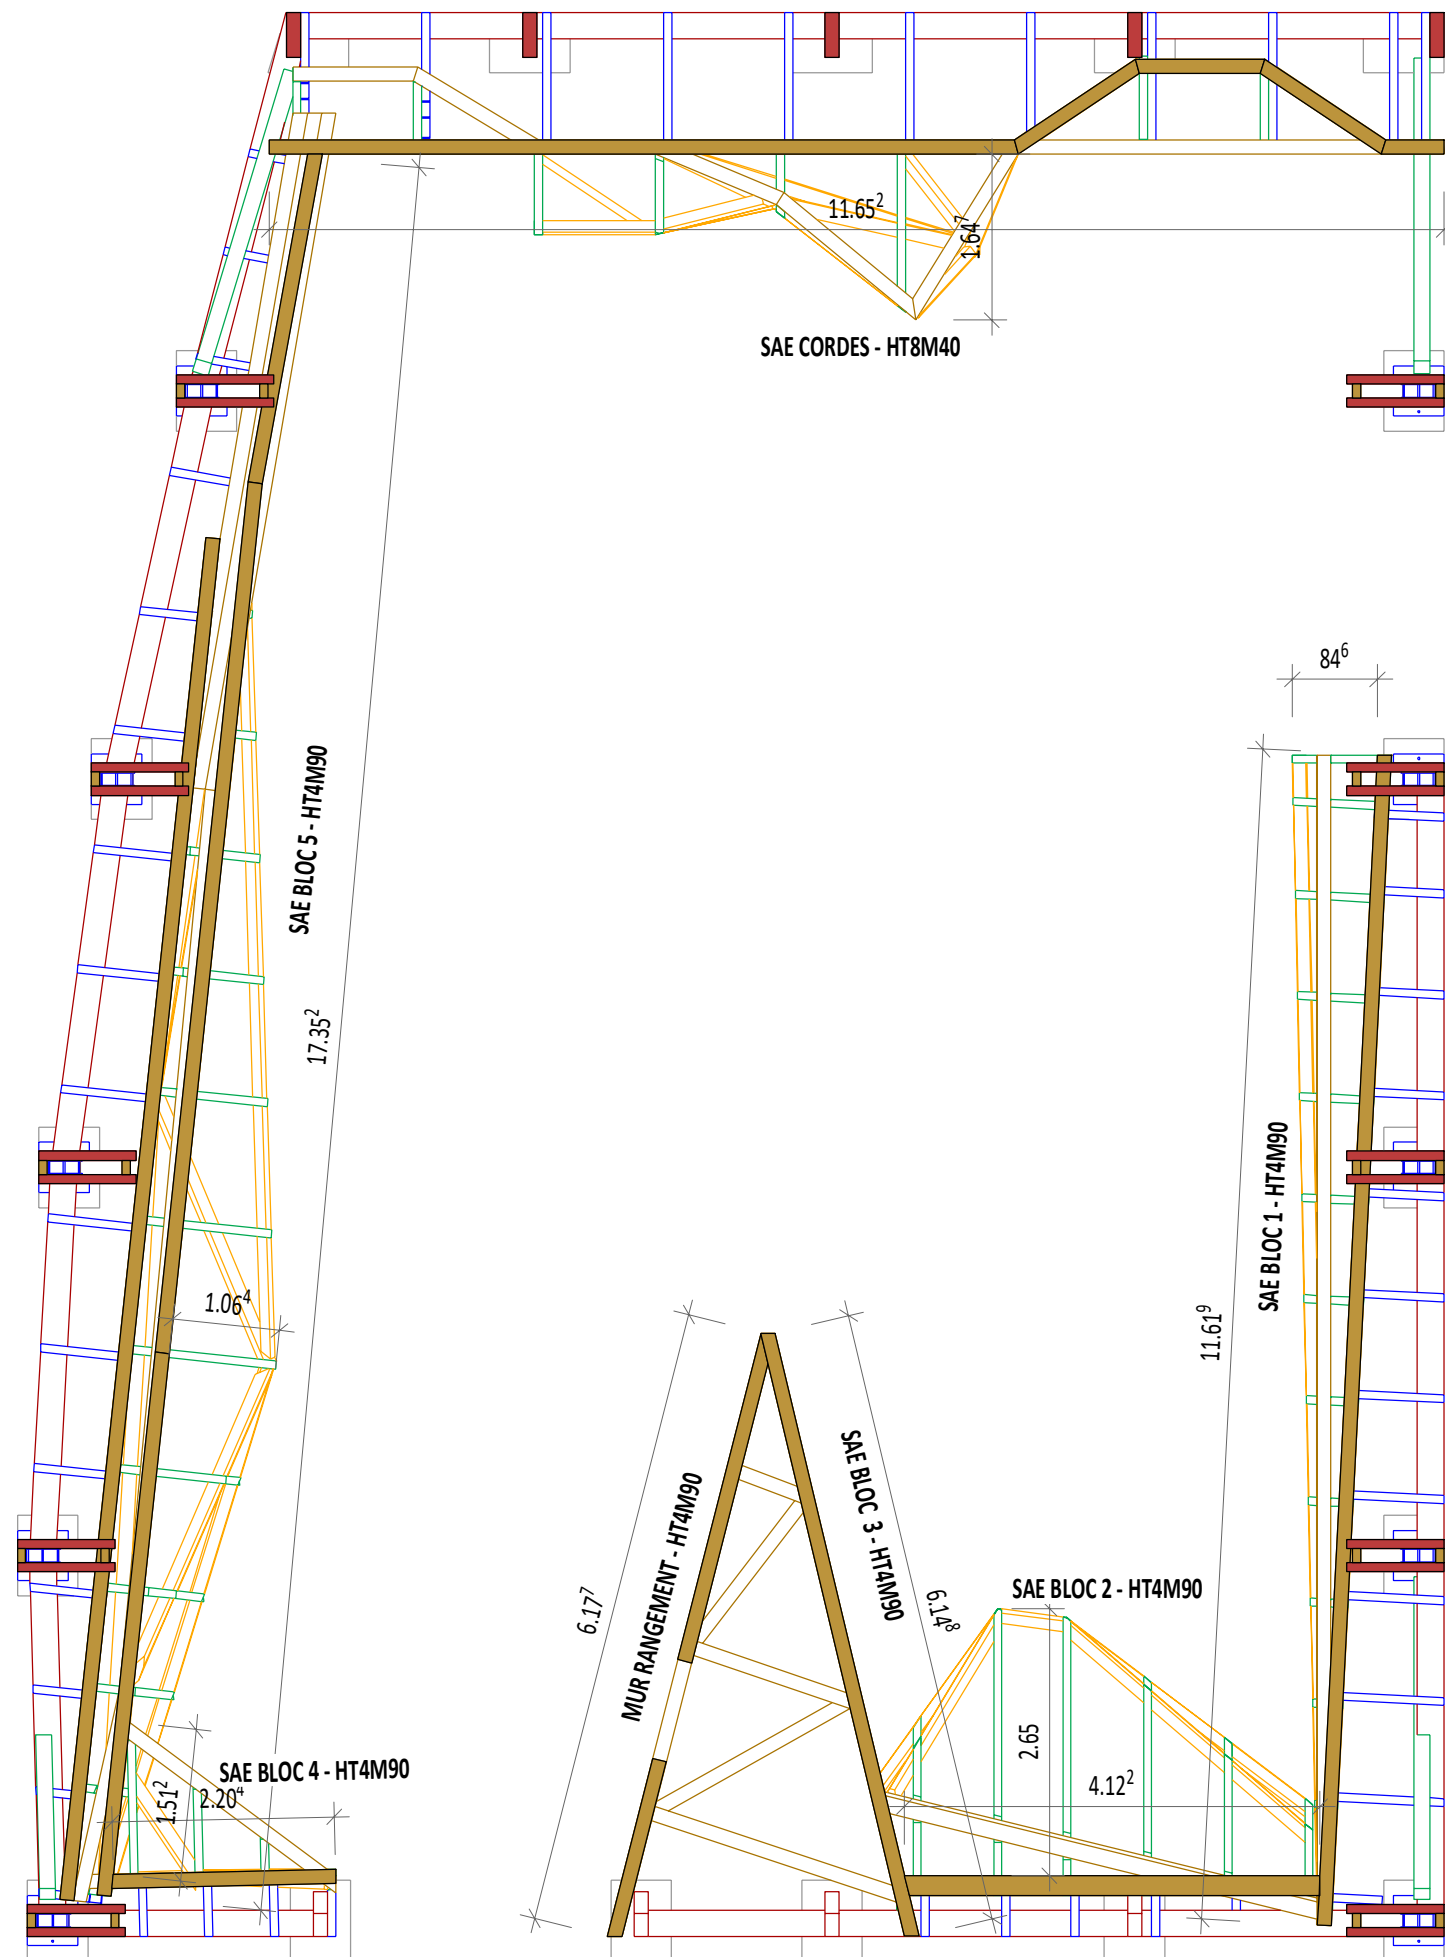 11.65²
1.64⁷
SAE CORDES - HT8M40
84⁶
SAE BLOC 5 - HT4M90
17.35²
SAE BLOC 1 - HT4M90
11.61⁹
1.06⁴
MUR RANGEMENT - HT4M90
6.17⁷
SAE BLOC 3 - HT4M90
6.14⁸
SAE BLOC 2 - HT4M90
2.65
4.12²
SAE BLOC 4 - HT4M90
1.51²
2.20⁴